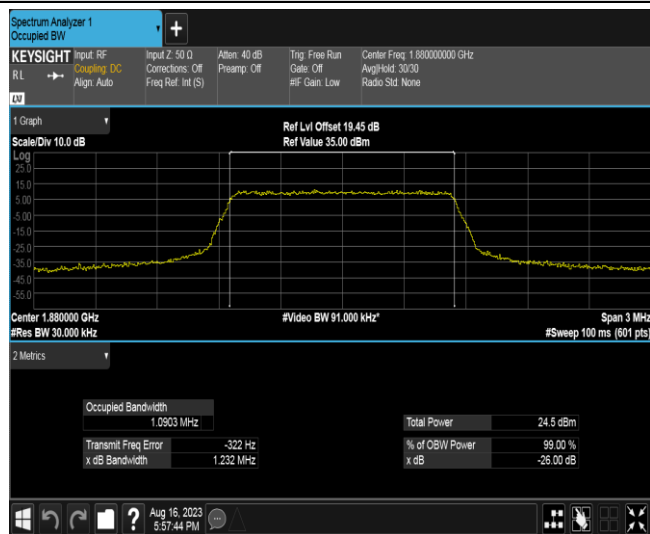 Spectrum Analyzer 1
Occupied BW
+
KEYSIGHT Input: RF Input Z: 50 Ω Atten: 40 dB Trig: Free Run Center Freq: 1.880000000 GHz
RL Coupling: DC Corrections: Off Preamp: Off Gate: Off Avg|Hold: 30/30
Align: Auto Freq Ref: Int (S) #IF Gain: Low Radio Std: None
LXI
1 Graph
Ref Lvl Offset 19.45 dB
Scale/Div 10.0 dB Ref Value 35.00 dBm
Log
25.0
15.0
5.00
-5.00
-15.0
-25.0
-35.0
-45.0
-55.0
Center 1.880000 GHz #Video BW 91.000 kHz* Span 3 MHz
#Res BW 30.000 kHz #Sweep 100 ms (601 pts)
2 Metrics
Occupied Bandwidth
1.0903 MHz Total Power 24.5 dBm
Transmit Freq Error -322 Hz % of OBW Power 99.00 %
x dB Bandwidth 1.232 MHz x dB -26.00 dB
? Aug 16, 2023
5:57:44 PM